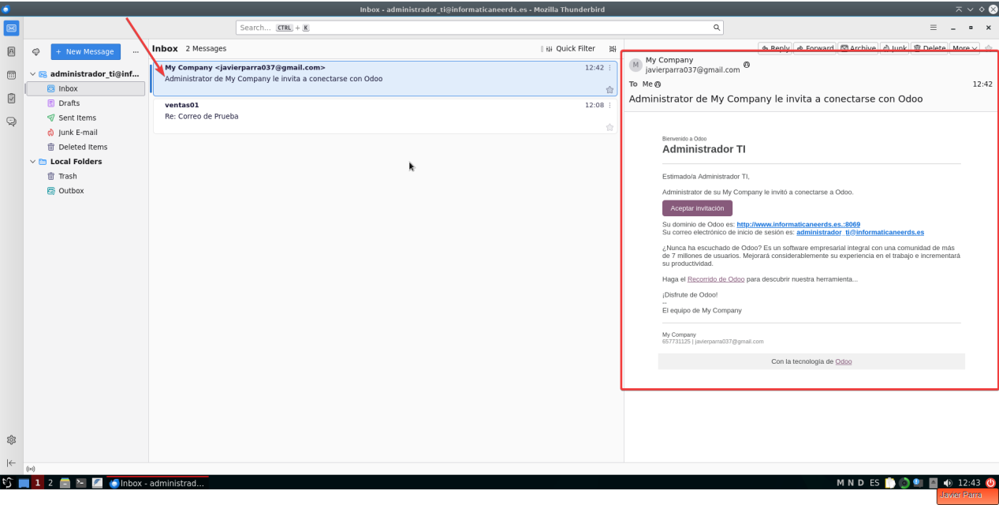 Inbox - administrador_ti@informaticaneerds.es - Mozilla Thunderbird
Search... CTRL + K
+ New Message ...
administrador_ti@inf...
Inbox
Drafts
Sent Items
Junk E-mail
Deleted Items
Local Folders
Trash
Outbox
Inbox 2 Messages Quick Filter
My Company <javierparra037@gmail.com> 12:42
Administrator de My Company le invita a conectarse con Odoo
ventas01 12:08
Re: Correo de Prueba
Reply Forward Archive Junk Delete More
M My Company
javierparra037@gmail.com
To Me 12:42
Administrator de My Company le invita a conectarse con Odoo
Bienvenido a Odoo
Administrador TI
Estimado/a Administrador TI,
Administrator de su My Company le invitó a conectarse a Odoo.
Aceptar invitación
Su dominio de Odoo es: http://www.informaticaneerds.es.:8069
Su correo electrónico de inicio de sesión es: administrador_ti@informaticaneerds.es
¿Nunca ha escuchado de Odoo? Es un software empresarial integral con una comunidad de más
de 7 millones de usuarios. Mejorará considerablemente su experiencia en el trabajo e incrementará
su productividad.
Haga el Recorrido de Odoo para descubrir nuestra herramienta...
¡Disfrute de Odoo!
--
El equipo de My Company
My Company
657731125 | javierparra037@gmail.com
Con la tecnología de Odoo
1 2 Inbox - administrad... M N D ES 12:43
Javier Parra